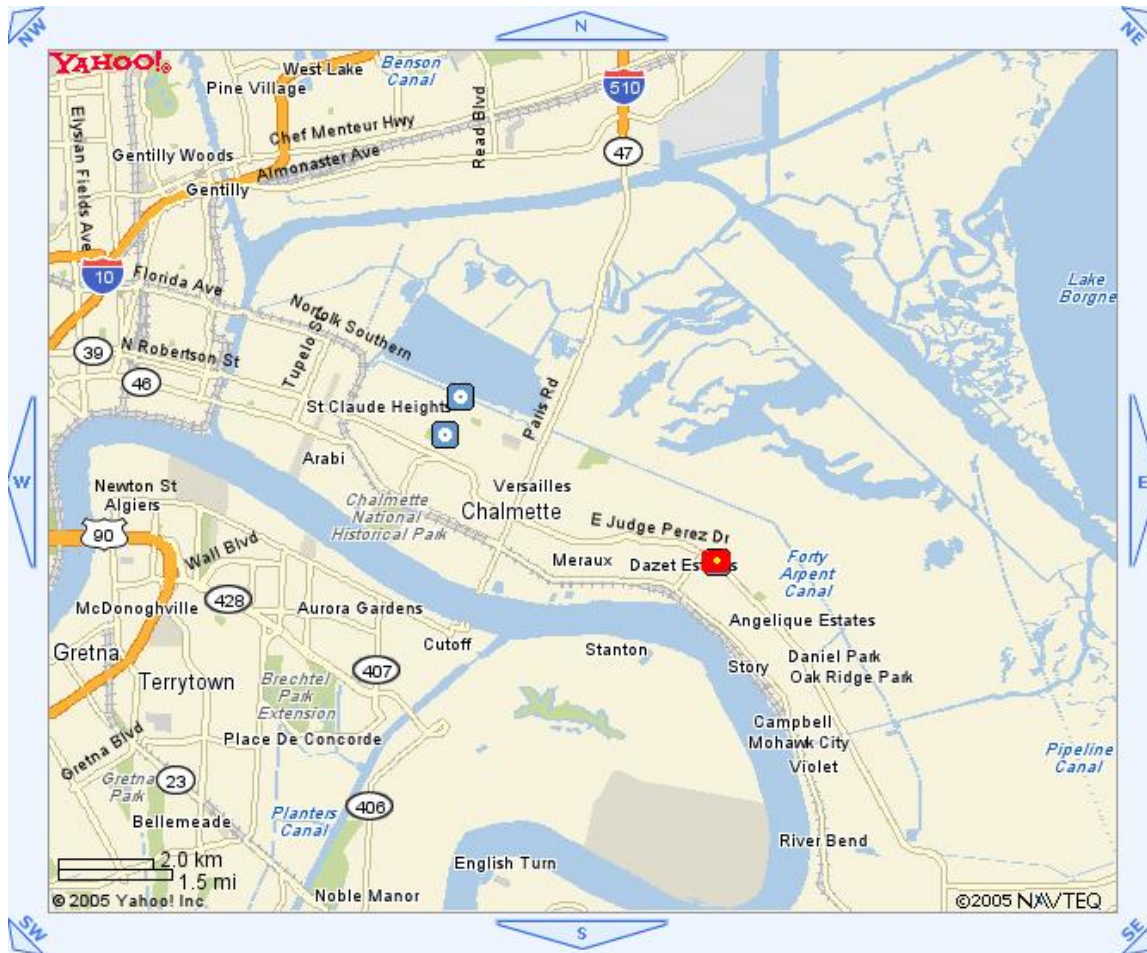 NW
N
NE
YAHOO!®
West Lake
Benson
Canal
Pine Village
510
Read Blvd
Elysian Fields Ave
Chef Menteur Hwy
47
Gentilly Woods
Almonaster Ave
Gentilly
10
Florida Ave
Lake
Borgne
Norfolk Southern
39
N Robertson St
Tupelo St
46
St Claude Heights
Paris Rd
Arabi
W
E
Newton St
Algiers
Versailles
Chalmette
National
Historical Park
Chalmette
90
E Judge Perez Dr
Wall Blvd
Meraux
Dazet Estates
Forty
Arpent
Canal
McDonoghville
428
Aurora Gardens
Angelique Estates
Gretna
Cutoff
Stanton
407
Story
Daniel Park
Oak Ridge Park
Terrytown
Brechtel
Park
Extension
Campbell
Mohawk City
Gretna Blvd
Place De Concorde
Violet
Pipeline
Canal
Gretna
Park
23
406
Planters
Canal
Bellemeade
River Bend
2.0 km
1.5 mi
English Turn
Noble Manor
©2005 Yahoo! Inc.
©2005 NAVTEQ
SW
S
SE